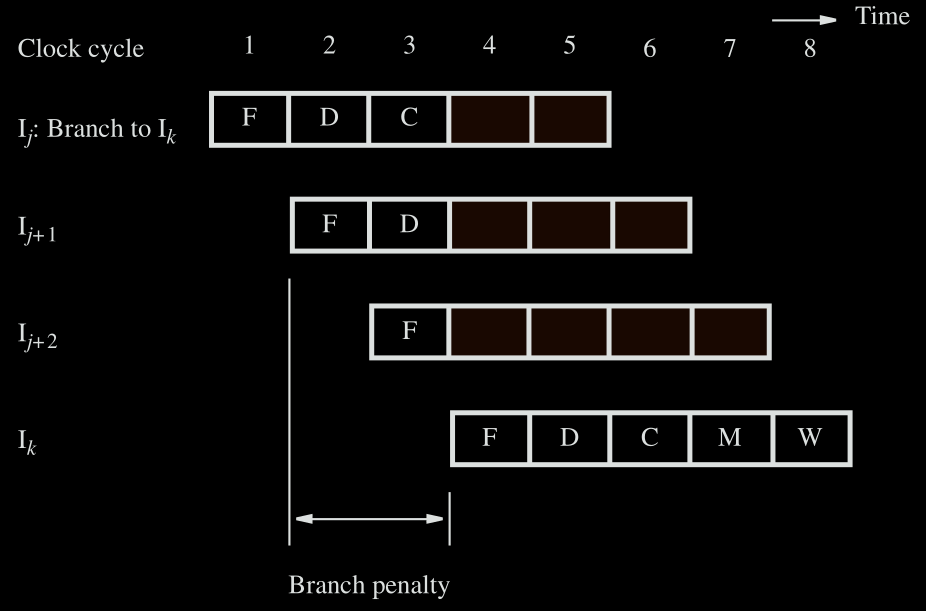 Time
Clock cycle 1 2 3 4 5 6 7 8
I_j: Branch to I_k F D C
I_{j+1} F D
I_{j+2} F
I_k F D C M W
Branch penalty